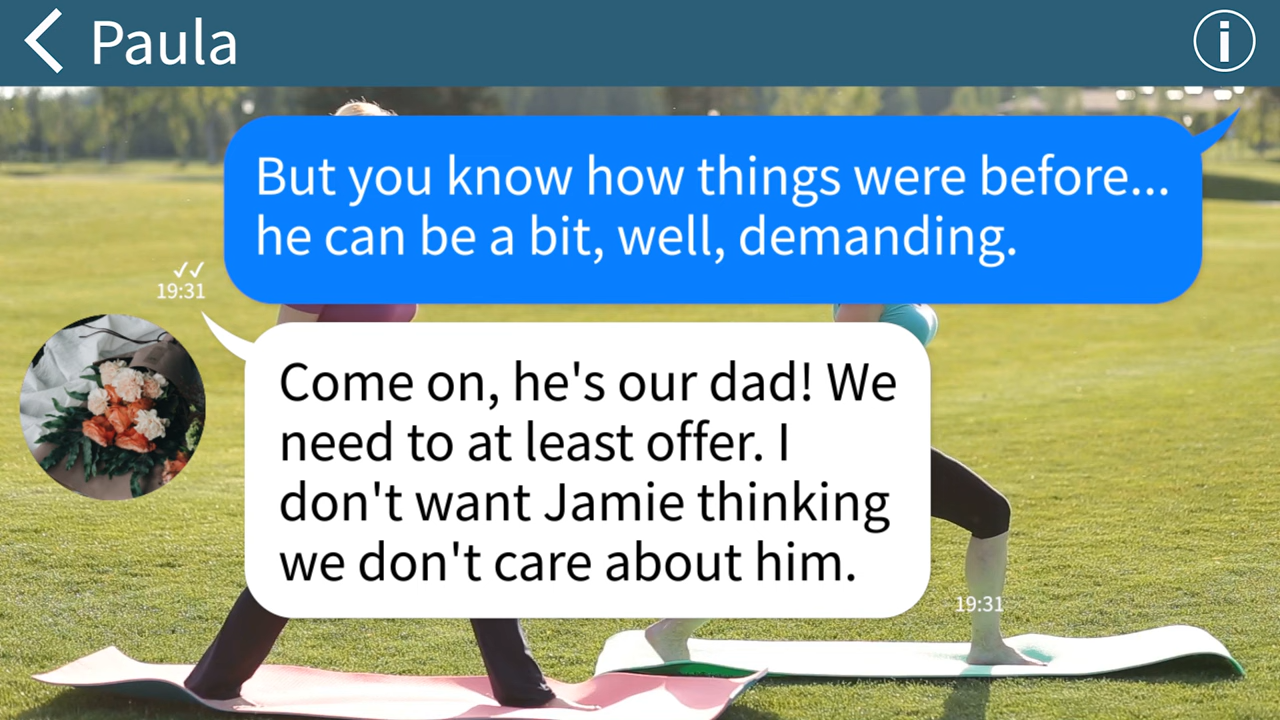 Paula
But you know how things were before...
he can be a bit, well, demanding.
✓✓
19:31
Come on, he's our dad! We
need to at least offer. I
don't want Jamie thinking
we don't care about him.
19:31